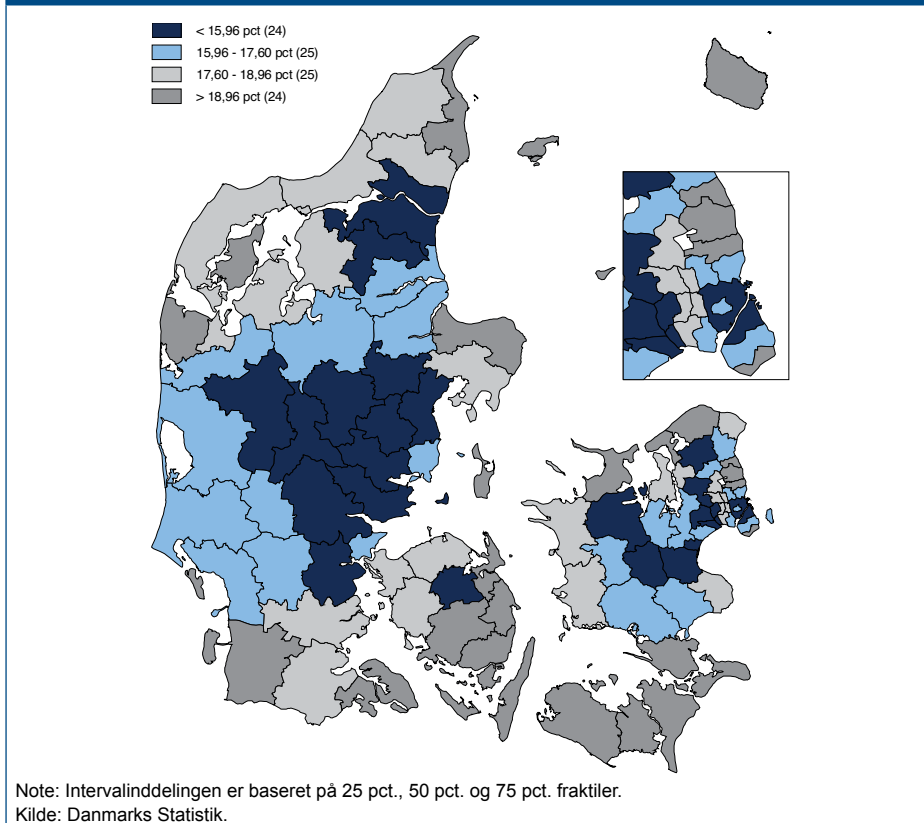 < 15,96 pct (24)
15,96 - 17,60 pct (25)
17,60 - 18,96 pct (25)
> 18,96 pct (24)
Note: Intervalinddelingen er baseret på 25 pct., 50 pct. og 75 pct. fraktiler.
Kilde: Danmarks Statistik.